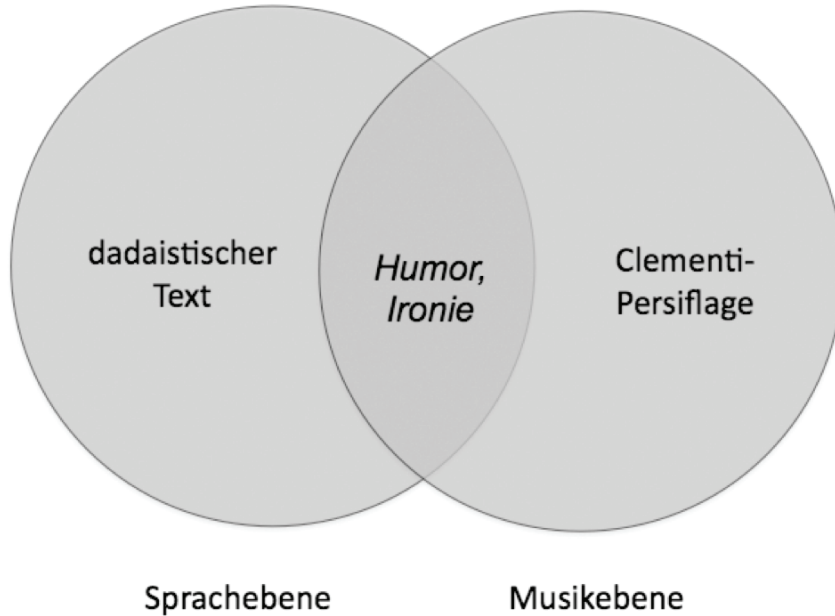 dadaistischer
Text
Humor,
Ironie
Clementi-
Persiflage
Sprachebene
Musikebene